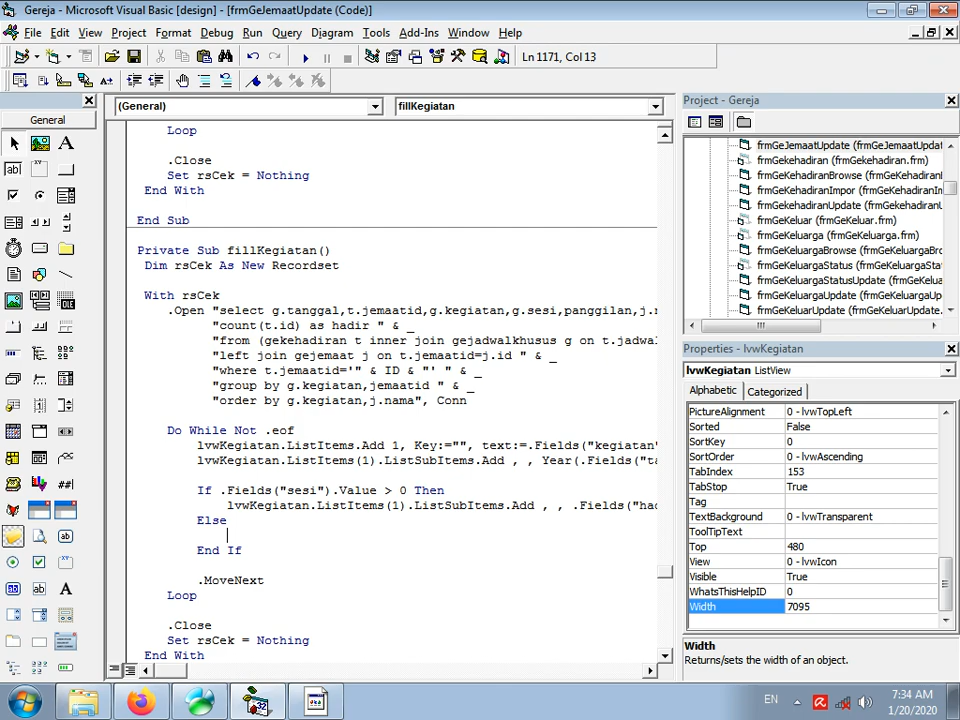 Gereja - Microsoft Visual Basic [design] - [frmGeJemaatUpdate (Code)]
File Edit View Project Format Debug Run Query Diagram Tools Add-Ins Window Help
Ln 1171, Col 13
General
(General) fillKegiatan
Loop
.Close
Set rsCek = Nothing
End With
End Sub
Private Sub fillKegiatan()
Dim rsCek As New Recordset
With rsCek
.Open "select g.tanggal,t.jemaatid,g.kegiatan,g.sesi,panggilan,j.n
"count(t.id) as hadir " & _
"from (gekehadiran t inner join gejadwalkhusus g on t.jadwal
"left join gejemaat j on t.jemaatid=j.id " & _
"where t.jemaatid='" & ID & "' " & _
"group by g.kegiatan,jemaatid " & _
"order by g.kegiatan,j.nama", Conn
Do While Not .eof
lvwKegiatan.ListItems.Add 1, Key:="", text:=.Fields("kegiatan"
lvwKegiatan.ListItems(1).ListSubItems.Add , , Year(.Fields("ta
If .Fields("sesi").Value > 0 Then
lvwKegiatan.ListItems(1).ListSubItems.Add , , .Fields("had
Else
End If
.MoveNext
Loop
.Close
Set rsCek = Nothing
End With
Project - Gereja
frmGeJemaatUpdate (frmGeJemaatUpdat
frmGekehadiran (frmGekehadiran.frm)
frmGeKehadiranBrowse (frmGeKehadiranB
frmGeKehadiranImpor (frmGeKehadiranIm
frmGekehadiranUpdate (frmGekehadiranU
frmGeKeluar (frmGeKeluar.frm)
frmGeKeluarga (frmGeKeluarga.frm)
frmGeKeluargaBrowse (frmGeKeluargaBro
frmGeKeluargaStatus (frmGeKeluargaStat
frmGeKeluargaStatusUpdate (frmGeKeluar
frmGeKeluargaUpdate (frmGeKeluargaUp
frmGeKeluarUpdate (frmGeKeluarUpdate.
Properties - lvwKegiatan
lvwKegiatan ListView
Alphabetic Categorized
PictureAlignment 0 - lvwTopLeft
Sorted False
SortKey 0
SortOrder 0 - lvwAscending
TabIndex 153
TabStop True
Tag
TextBackground 0 - lvwTransparent
ToolTipText
Top 480
View 0 - lvwIcon
Visible True
WhatsThisHelpID 0
Width 7095
Width
Returns/sets the width of an object.
EN
7:34 AM
1/20/2020